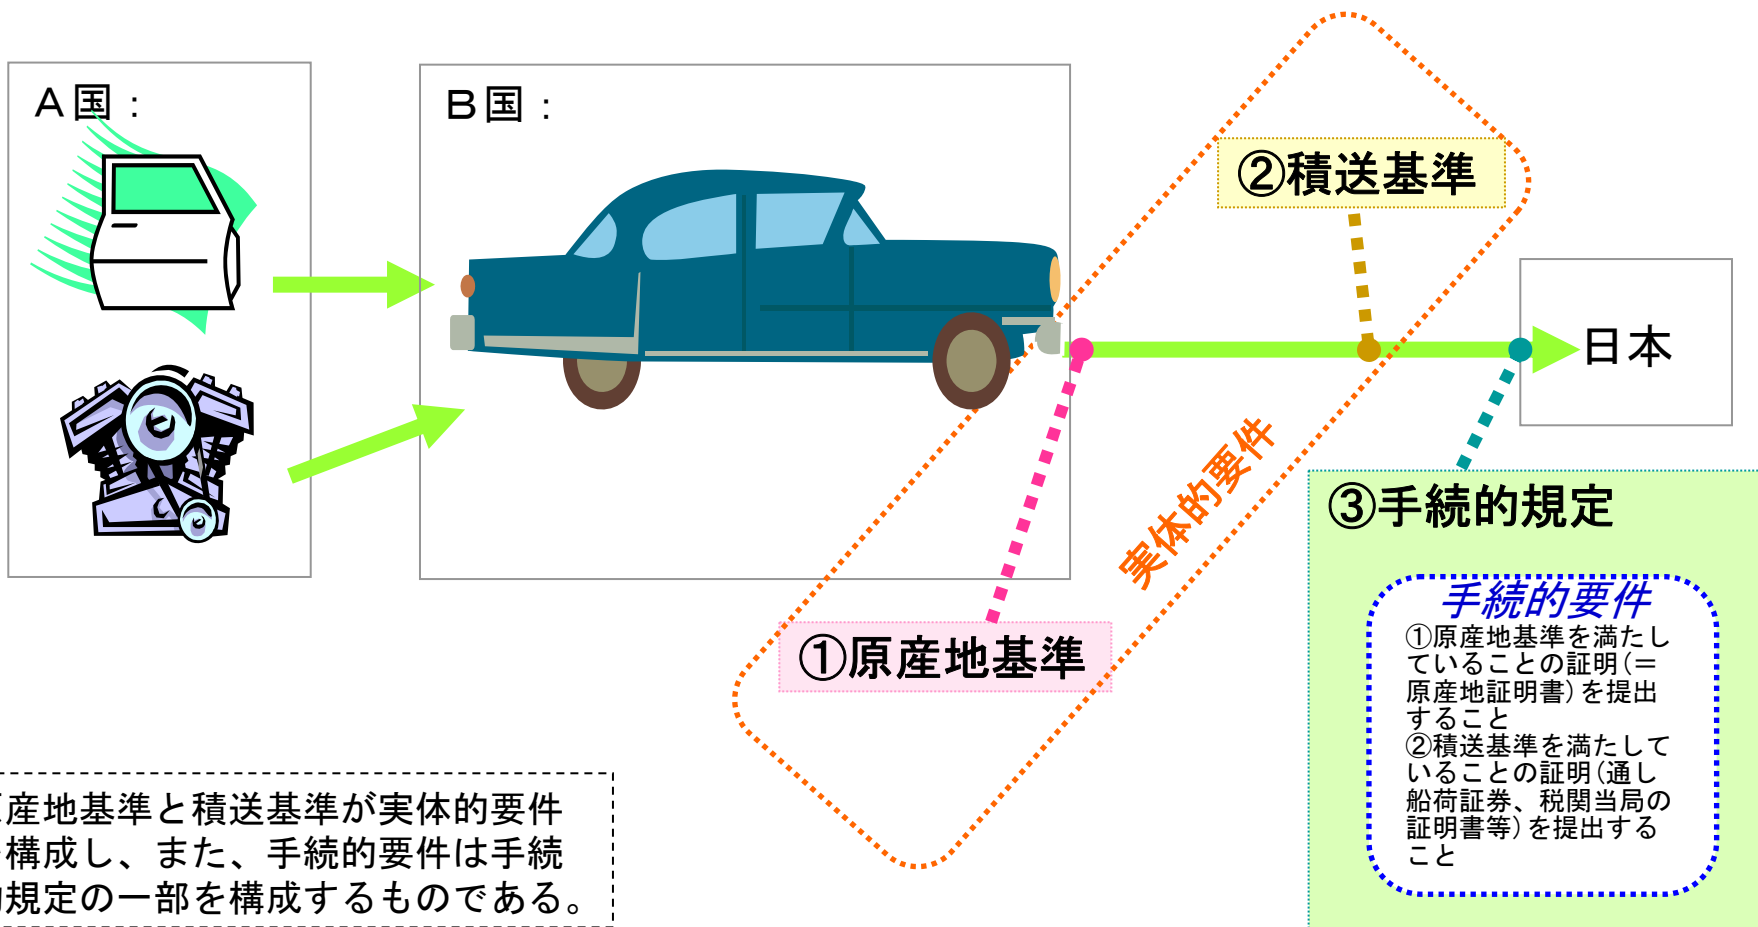 A国：
B国：
②積送基準
日本
実体的要件
③手続的規定
①原産地基準
手続的要件
①原産地基準を満たし
ていることの証明（＝
原産地証明書）を提出
すること
②積送基準を満たして
いることの証明（通し
船荷証券、税関当局の
証明書等）を提出する
こと
産地基準と積送基準が実体的要件
構成し、また、手続的要件は手続
規定の一部を構成するものである。